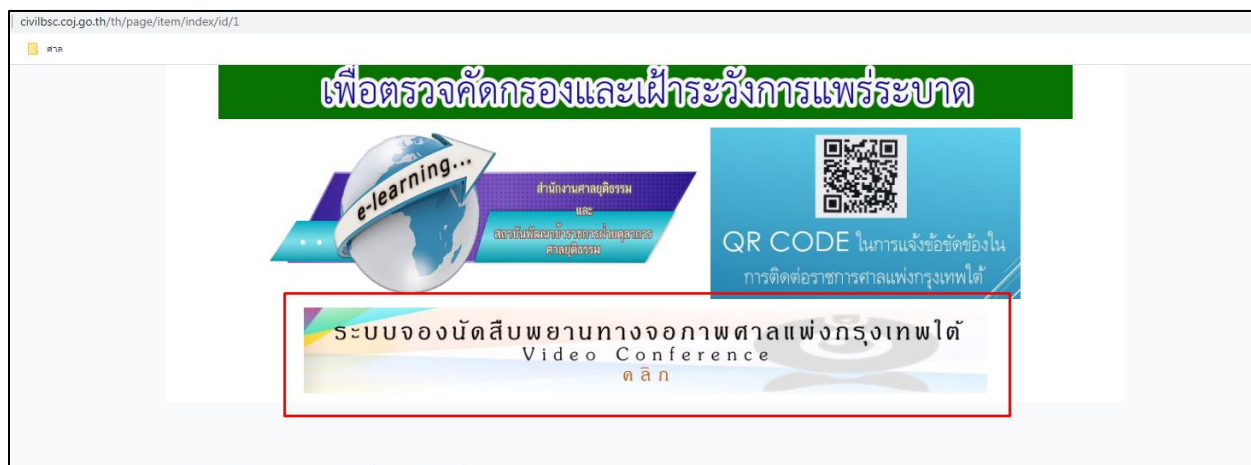 civilbsc.coj.go.th/th/page/item/index/id/1
ศาล
เพื่อตรวจคัดกรองและเฝ้าระวังการแพร่ระบาด
e-learning...
สำนักงานศาลยุติธรรม
และ
สถาบันพัฒนาข้าราชการฝ่ายตุลาการ
ศาลยุติธรรม
QR CODE ในการแจ้งข้อขัดข้องใน
การติดต่อราชการศาลแพ่งกรุงเทพใต้
ระบบจองนัดสืบพยานทางจอภาพศาลแพ่งกรุงเทพใต้
Video Conference
คลิก